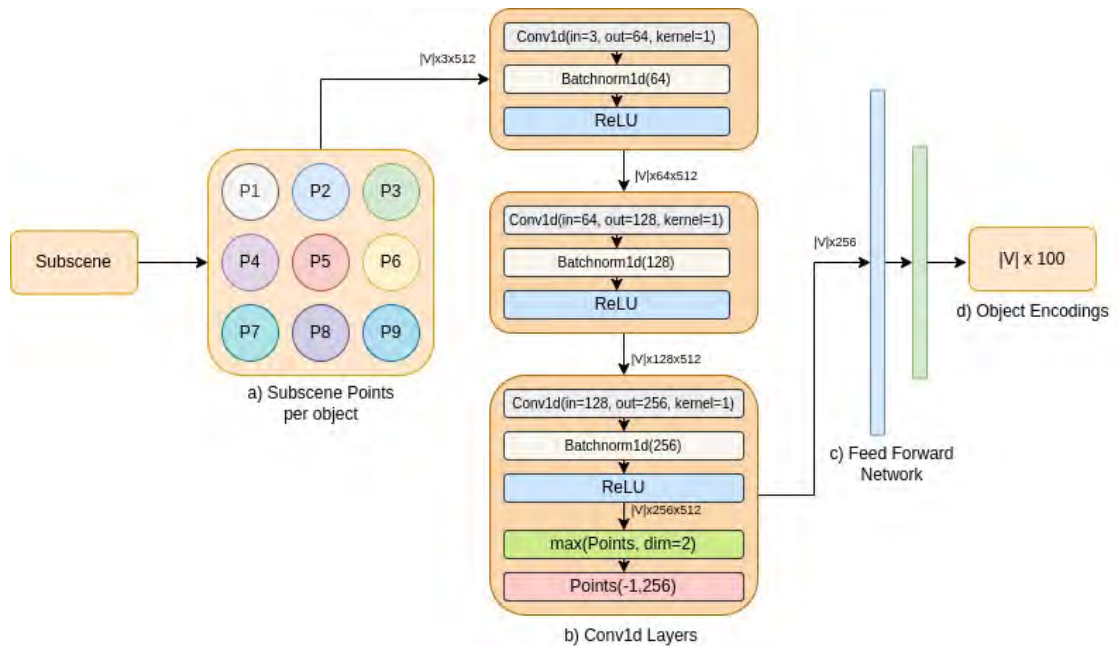 Subscene
P1
P2
P3
P4
P5
P6
P7
P8
P9
a) Subscene Points
per object
|V|x3x512
Conv1d(in=3, out=64, kernel=1)
Batchnorm1d(64)
ReLU
|V|x64x512
Conv1d(in=64, out=128, kernel=1)
Batchnorm1d(128)
ReLU
|V|x128x512
Conv1d(in=128, out=256, kernel=1)
Batchnorm1d(256)
ReLU
|V|x256x512
max(Points, dim=2)
Points(-1,256)
b) Conv1d Layers
|V|x256
c) Feed Forward
Network
|V| x 100
d) Object Encodings